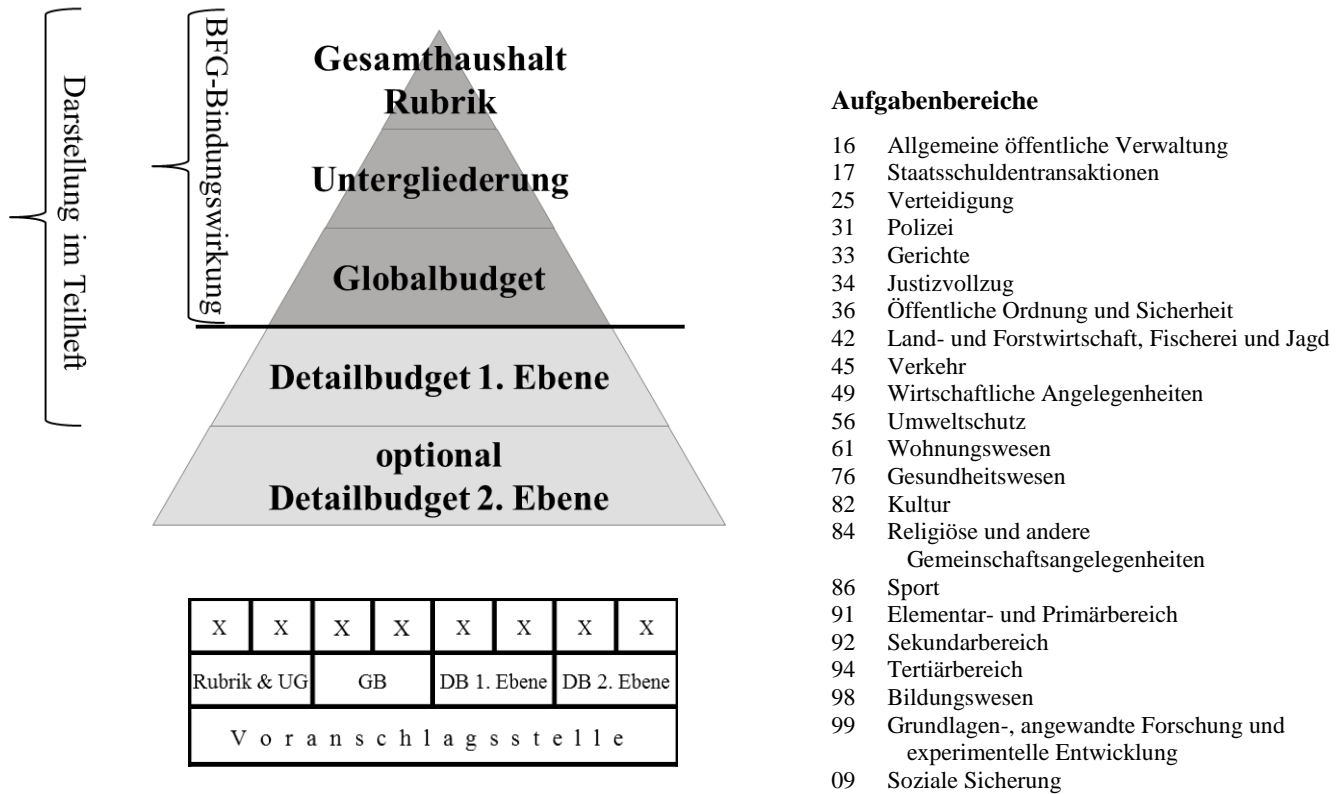 Darstellung im Teilheft
BFG-Bindungswirkung
Gesamthaushalt
Rubrik
Untergliederung
Globalbudget
Detailbudget 1. Ebene
optional
Detailbudget 2. Ebene
X X X X X X X X
Rubrik & UG GB DB 1. Ebene DB 2. Ebene
Voranschlagsstelle
Aufgabenbereiche
16 Allgemeine öffentliche Verwaltung
17 Staatsschuldentransaktionen
25 Verteidigung
31 Polizei
33 Gerichte
34 Justizvollzug
36 Öffentliche Ordnung und Sicherheit
42 Land- und Forstwirtschaft, Fischerei und Jagd
45 Verkehr
49 Wirtschaftliche Angelegenheiten
56 Umweltschutz
61 Wohnungswesen
76 Gesundheitswesen
82 Kultur
84 Religiöse und andere
Gemeinschaftsangelegenheiten
86 Sport
91 Elementar- und Primärbereich
92 Sekundarbereich
94 Tertiärbereich
98 Bildungswesen
99 Grundlagen-, angewandte Forschung und
experimentelle Entwicklung
09 Soziale Sicherung